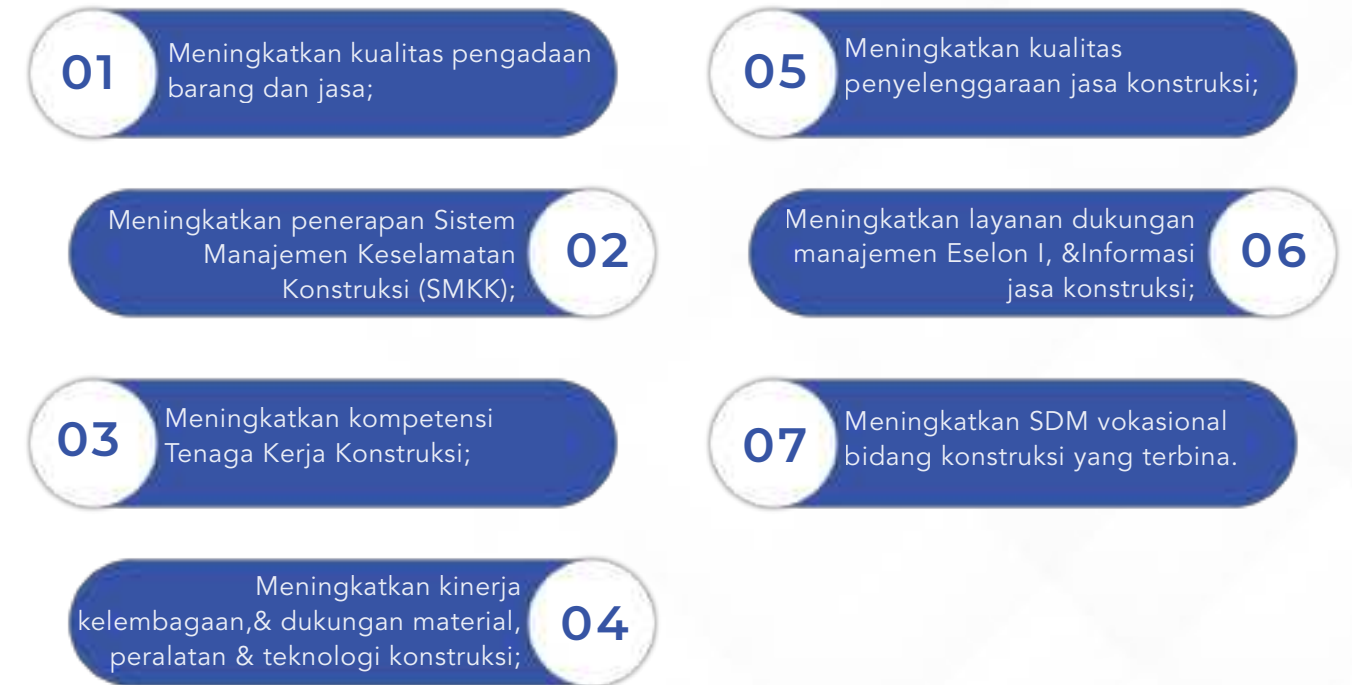 01
Meningkatkan kualitas pengadaan
barang dan jasa;
Meningkatkan penerapan Sistem
Manajemen Keselamatan
Konstruksi (SMKK);
02
03
Meningkatkan kompetensi
Tenaga Kerja Konstruksi;
Meningkatkan kinerja
kelembagaan,& dukungan material,
peralatan & teknologi konstruksi;
04
05
Meningkatkan kualitas
penyelenggaraan jasa konstruksi;
Meningkatkan layanan dukungan
manajemen Eselon I, &Informasi
jasa konstruksi;
06
07
Meningkatkan SDM vokasional
bidang konstruksi yang terbina.